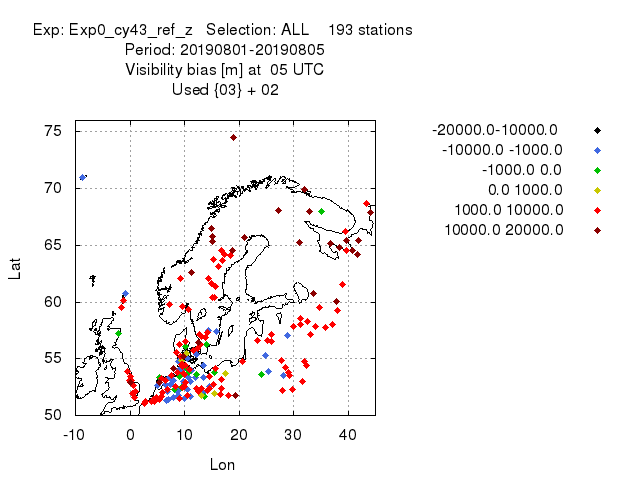 Exp: Exp0_cy43_ref_z   Selection: ALL    193 stations
Period: 20190801-20190805
Visibility bias [m] at  05 UTC
Used {03} + 02
-20000.0-10000.0
-10000.0 -1000.0
-1000.0 0.0
0.0 1000.0
1000.0 10000.0
10000.0 20000.0
75
70
65
60
55
50
Lat
-10 0 10 20 30 40
Lon